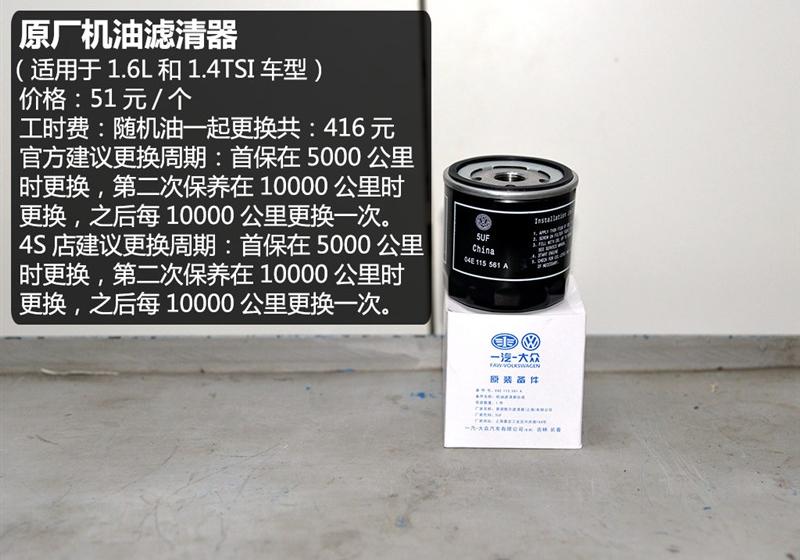 原厂机油滤清器
（适用于 1.6L 和 1.4TSI 车型）
价格：51 元 / 个
工时费：随机油一起更换共：416 元
官方建议更换周期：首保在 5000 公里
时更换，第二次保养在 10000 公里时
更换，之后每 10000 公里更换一次。
4S 店建议更换周期：首保在 5000 公里
时更换，第二次保养在 10000 公里时
更换，之后每 10000 公里更换一次。
5UF
China
04E 115 561 A
Installation
一汽-大众
FAW-VOLKSWAGEN
原装备件